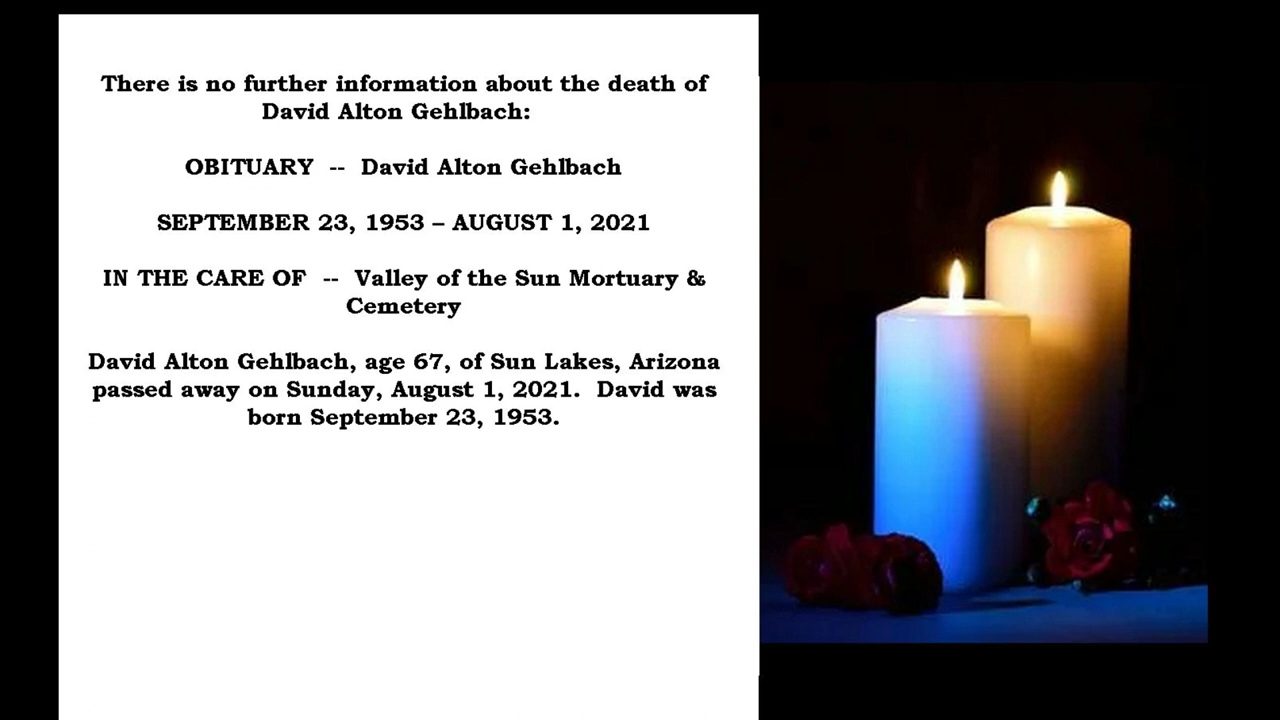 There is no further information about the death of
David Alton Gehlbach:
OBITUARY  --  David Alton Gehlbach
SEPTEMBER 23, 1953 – AUGUST 1, 2021
IN THE CARE OF  --  Valley of the Sun Mortuary &
Cemetery
David Alton Gehlbach, age 67, of Sun Lakes, Arizona
passed away on Sunday, August 1, 2021.  David was
born September 23, 1953.